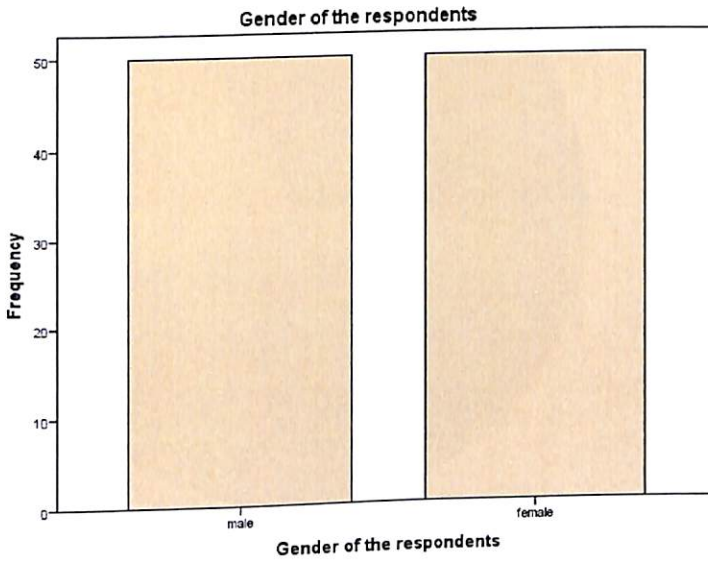 Gender of the respondents
50
40
30
20
10
0
Frequency
male
female
Gender of the respondents